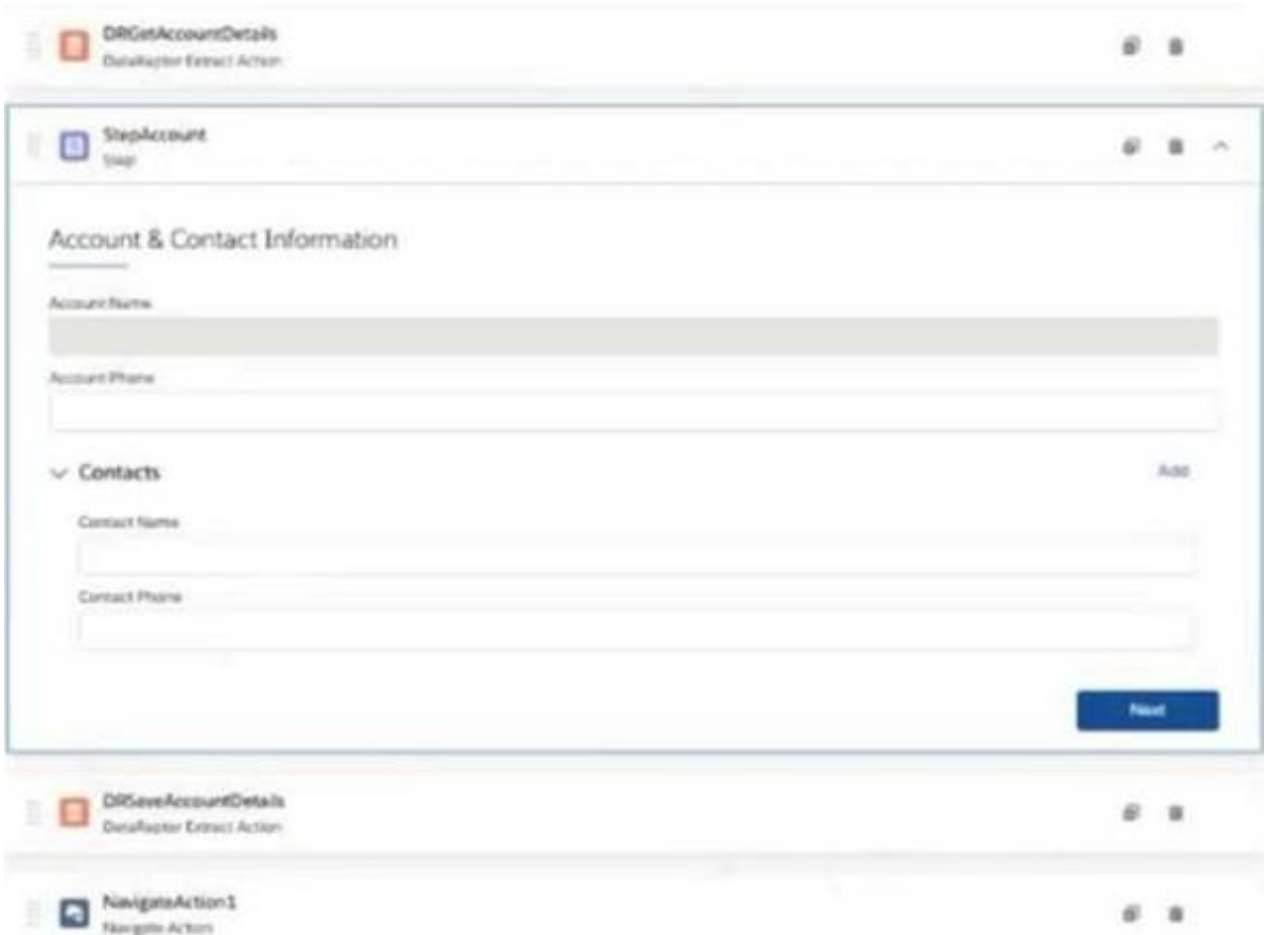 DRGetAccountDetails
DataRaptor Extract Action
StepAccount
Step
Account & Contact Information
Account Name
Account Phone
Contacts
Add
Contact Name
Contact Phone
Next
DRSaveAccountDetails
DataRaptor Extract Action
NavigateAction1
Navigate Action